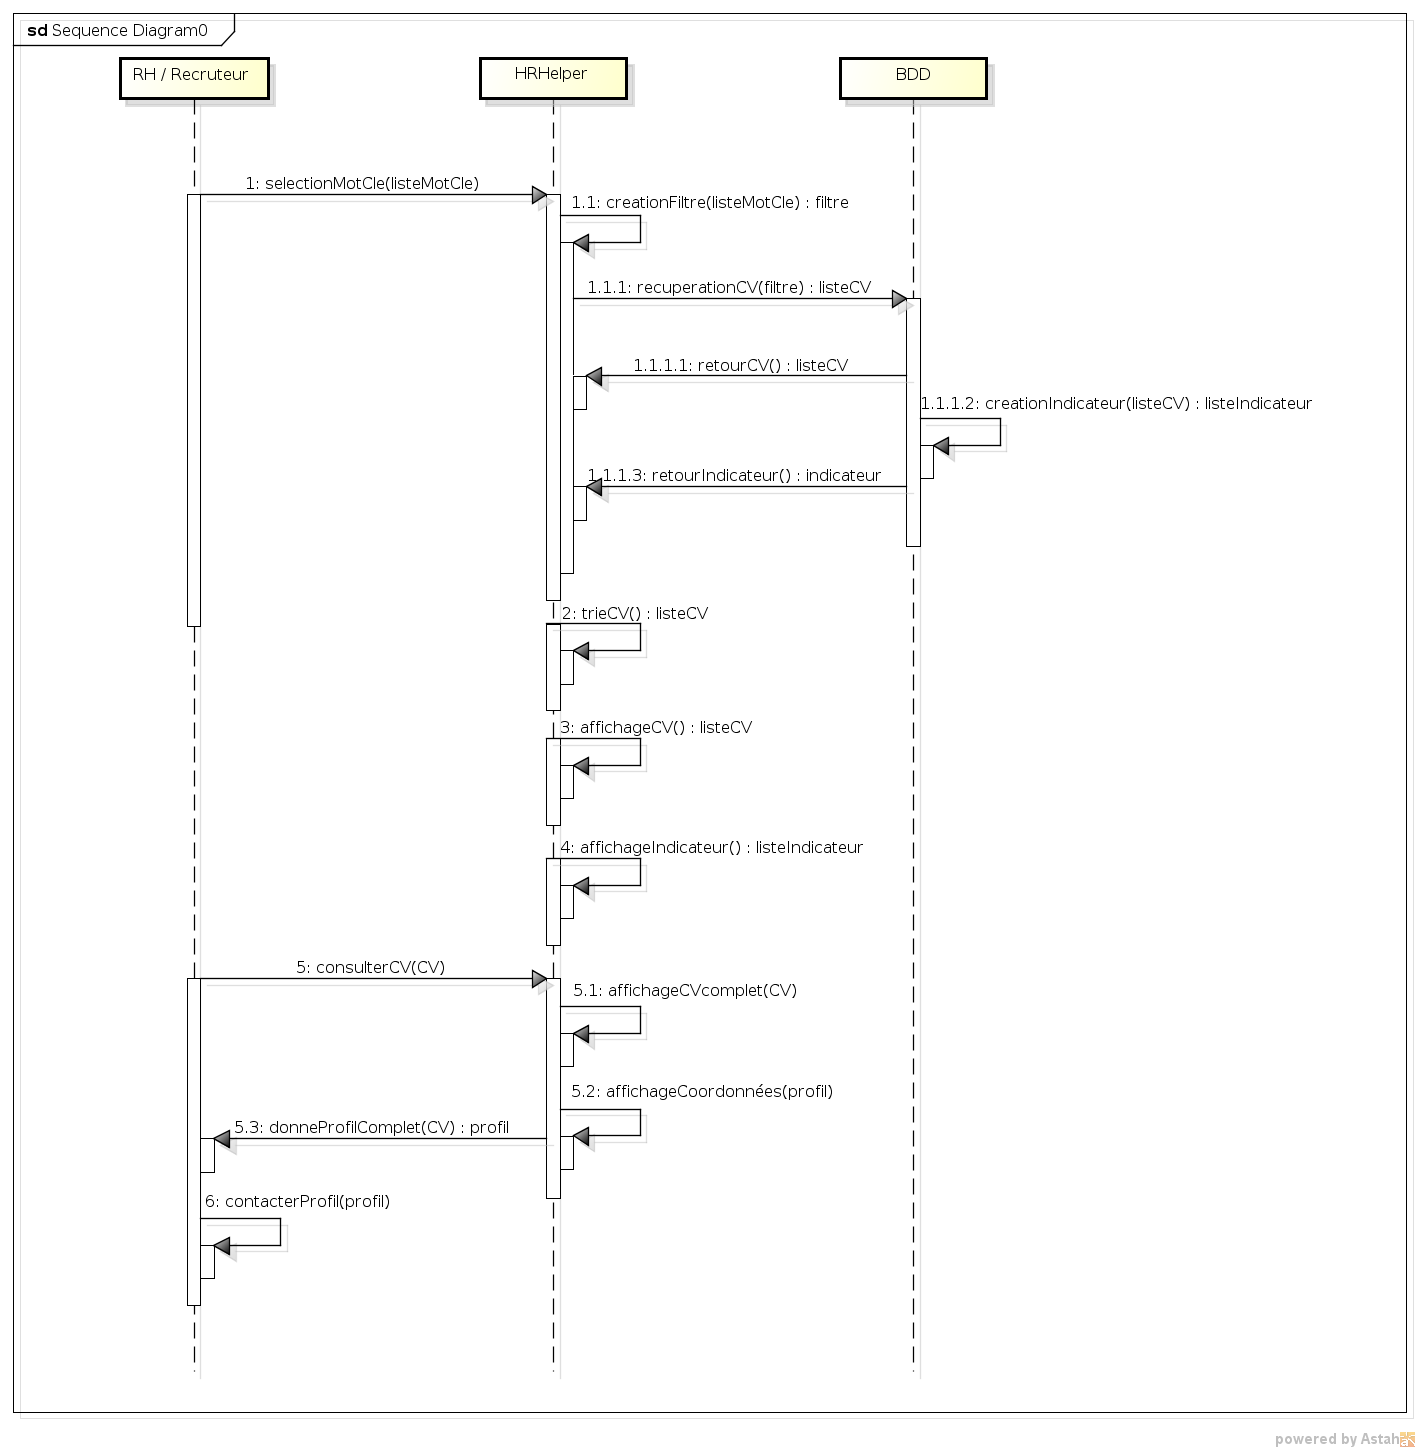 sd Sequence Diagram0
RH / Recruteur
HRHelper
BDD
1: selectionMotCle(listeMotCle)
1.1: creationFiltre(listeMotCle) : filtre
1.1.1: recuperationCV(filtre) : listeCV
1.1.1.1: retourCV() : listeCV
1.1.1.2: creationIndicateur(listeCV) : listeIndicateur
1.1.1.3: retourIndicateur() : indicateur
2: trieCV() : listeCV
3: affichageCV() : listeCV
4: affichageIndicateur() : listeIndicateur
5: consulterCV(CV)
5.1: affichageCVcomplet(CV)
5.2: affichageCoordonnées(profil)
5.3: donneProfilComplet(CV) : profil
6: contacterProfil(profil)
powered by Astah